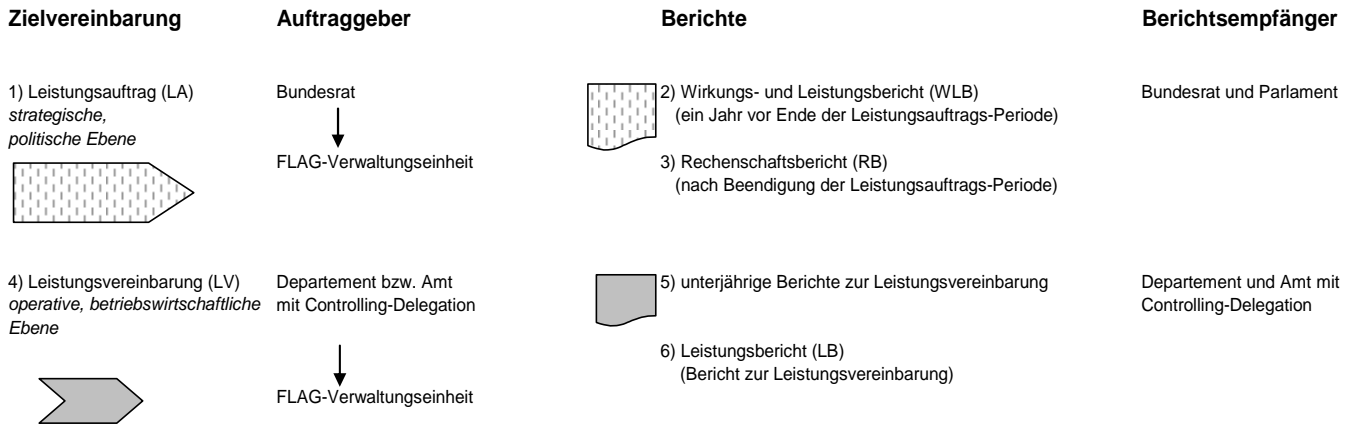 Zielvereinbarung
Auftraggeber
Berichte
Berichtsempfänger
1) Leistungsauftrag (LA)
strategische,
politische Ebene
Bundesrat
FLAG-Verwaltungseinheit
2) Wirkungs- und Leistungsbericht (WLB)
(ein Jahr vor Ende der Leistungsauftrags-Periode)
3) Rechenschaftsbericht (RB)
(nach Beendigung der Leistungsauftrags-Periode)
Bundesrat und Parlament
4) Leistungsvereinbarung (LV)
operative, betriebswirtschaftliche
Ebene
Departement bzw. Amt
mit Controlling-Delegation
FLAG-Verwaltungseinheit
5) unterjährige Berichte zur Leistungsvereinbarung
6) Leistungsbericht (LB)
(Bericht zur Leistungsvereinbarung)
Departement und Amt mit
Controlling-Delegation